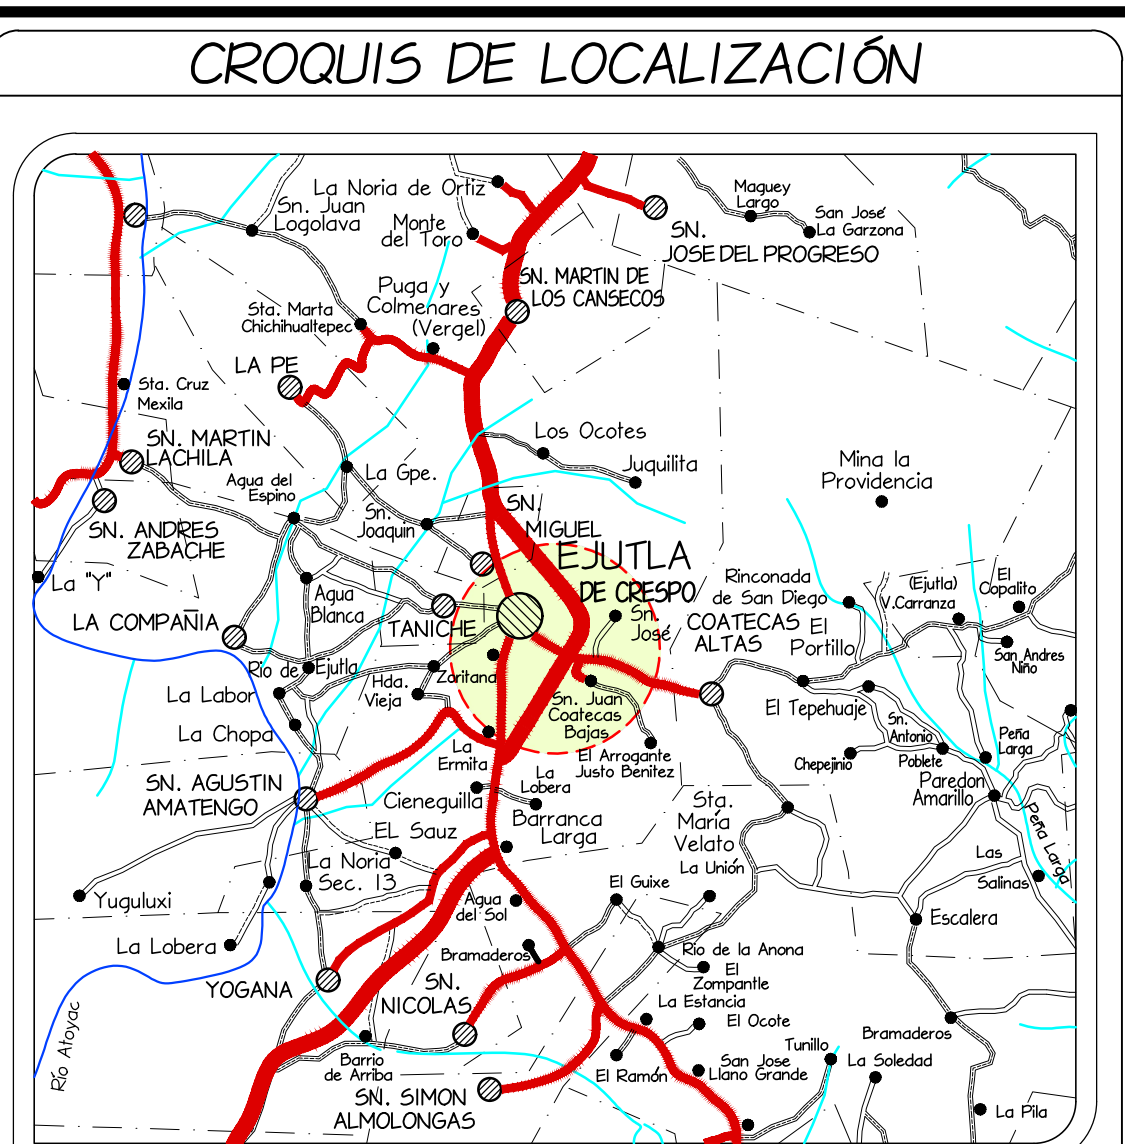 CROQUIS DE LOCALIZACIÓN
La Noria de Ortiz
Sn. Juan
Logolava
Monte
del Toro
Maguey
Largo
San José
La Garzona
SN.
JOSE DEL PROGRESO
SN. MARTIN DE
LOS CANSECOS
Puga y
Colmenares
(Vergel)
Sta. Marta
Chichihualtepec
LA PE
Sta. Cruz
Mexila
SN. MARTIN
LACHILA
Agua del
Espino
La Gpe.
Los Ocotes
Juquilita
Mina la
Providencia
SN. ANDRES
ZABACHE
Sn.
Joaquin
SN.
MIGUEL
EJUTLA
DE CRESPO
La "Y"
Agua
Blanca
LA COMPAÑIA
TANICHE
Sn.
José
Rinconada
de San Diego
COATECAS
ALTAS
El
Portillo
(Ejutla)
V.Carranza
El
Copalito
San Andres
Niño
Rio de Ejutla
Zoritana
Hda.
Vieja
La Labor
La Chopa
Sn. Juan
Coatecas
Bajas
El Tepehuaje
Sn.
Antonio
Poblete
Peña
Larga
Chepejinio
La
Ermita
El Arrogante
Justo Benitez
SN. AGUSTIN
AMATENGO
Cieneguilla
La
Lobera
Barranca
Larga
Paredon
Amarillo
Peña Larga
Sta.
María
Velato
EL Sauz
La Noria
Sec. 13
La Unión
Las
Salinas
El Guixe
Yuguluxi
Agua
del Sol
Escalera
La Lobera
Bramaderos
Rio de la Anona
El
Zompantle
YOGANA
SN.
NICOLAS
La Estancia
El Ocote
Bramaderos
Río Atoyac
Barrio
de Arriba
Tunillo
La Soledad
El Ramón
San Jose
Llano Grande
SN. SIMON
ALMOLONGAS
La Pila